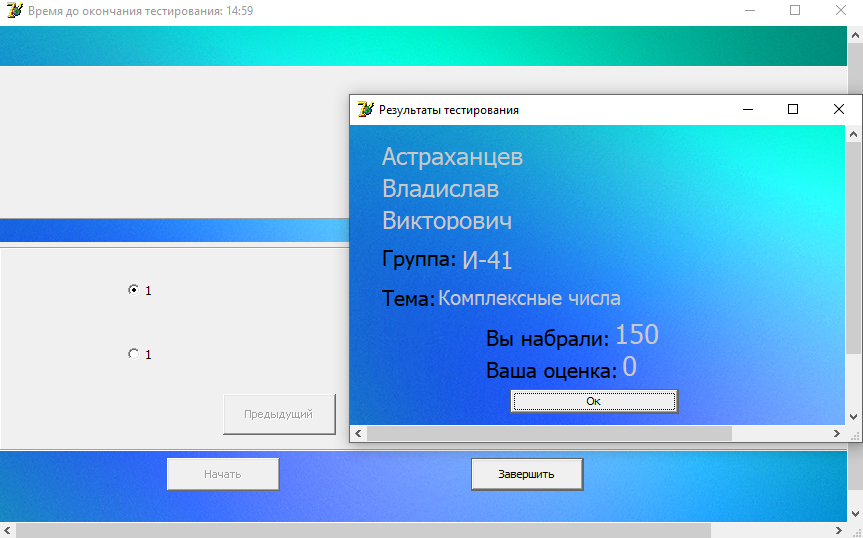 Время до окончания тестирования: 14:59
Результаты тестирования
Астраханцев
Владислав
Викторович
Группа: И-41
Тема: Комплексные числа
Вы набрали: 150
Ваша оценка: 0
Ок
1
1
Предыдущий
Начать
Завершить